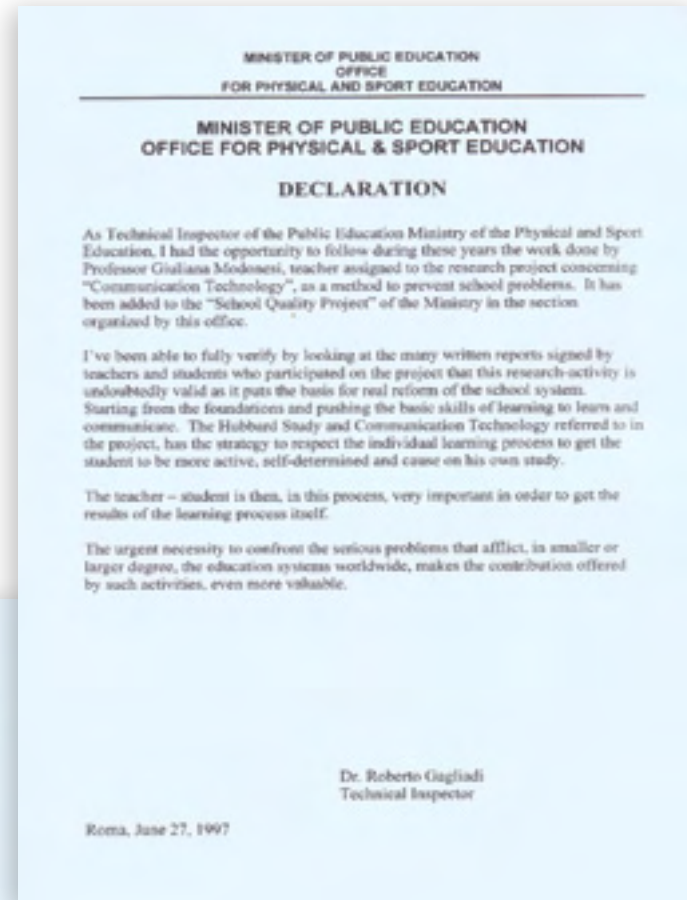 MINISTER OF PUBLIC EDUCATION
OFFICE
FOR PHYSICAL AND SPORT EDUCATION
MINISTER OF PUBLIC EDUCATION
OFFICE FOR PHYSICAL & SPORT EDUCATION
DECLARATION
As Technical Inspector of the Public Education Ministry of the Physical and Sport
Education, I had the opportunity to follow during these years the work done by
Professor Giuliana Modonesi, teacher assigned to the research project concerning
"Communication Technology", as a method to prevent school problems. It has
been added to the "School Quality Project" of the Ministry in the section
organized by this office.
I've been able to fully verify by looking at the many written reports signed by
teachers and students who participated on the project that this research-activity is
undoubtedly valid as it puts the basis for real reform of the school system.
Starting from the foundations and pushing the basic skills of learning to learn and
communicate. The Hubbard Study and Communication Technology referred to in
the project, has the strategy to respect the individual learning process to get the
student to be more active, self-determined and cause on his own study.
The teacher – student is then, in this process, very important in order to get the
results of the learning process itself.
The urgent necessity to confront the serious problems that afflict, in smaller or
larger degree, the education systems worldwide, makes the contribution offered
by such activities, even more valuable.
Dr. Roberto Gagliadi
Technical Inspector
Roma, June 27, 1997